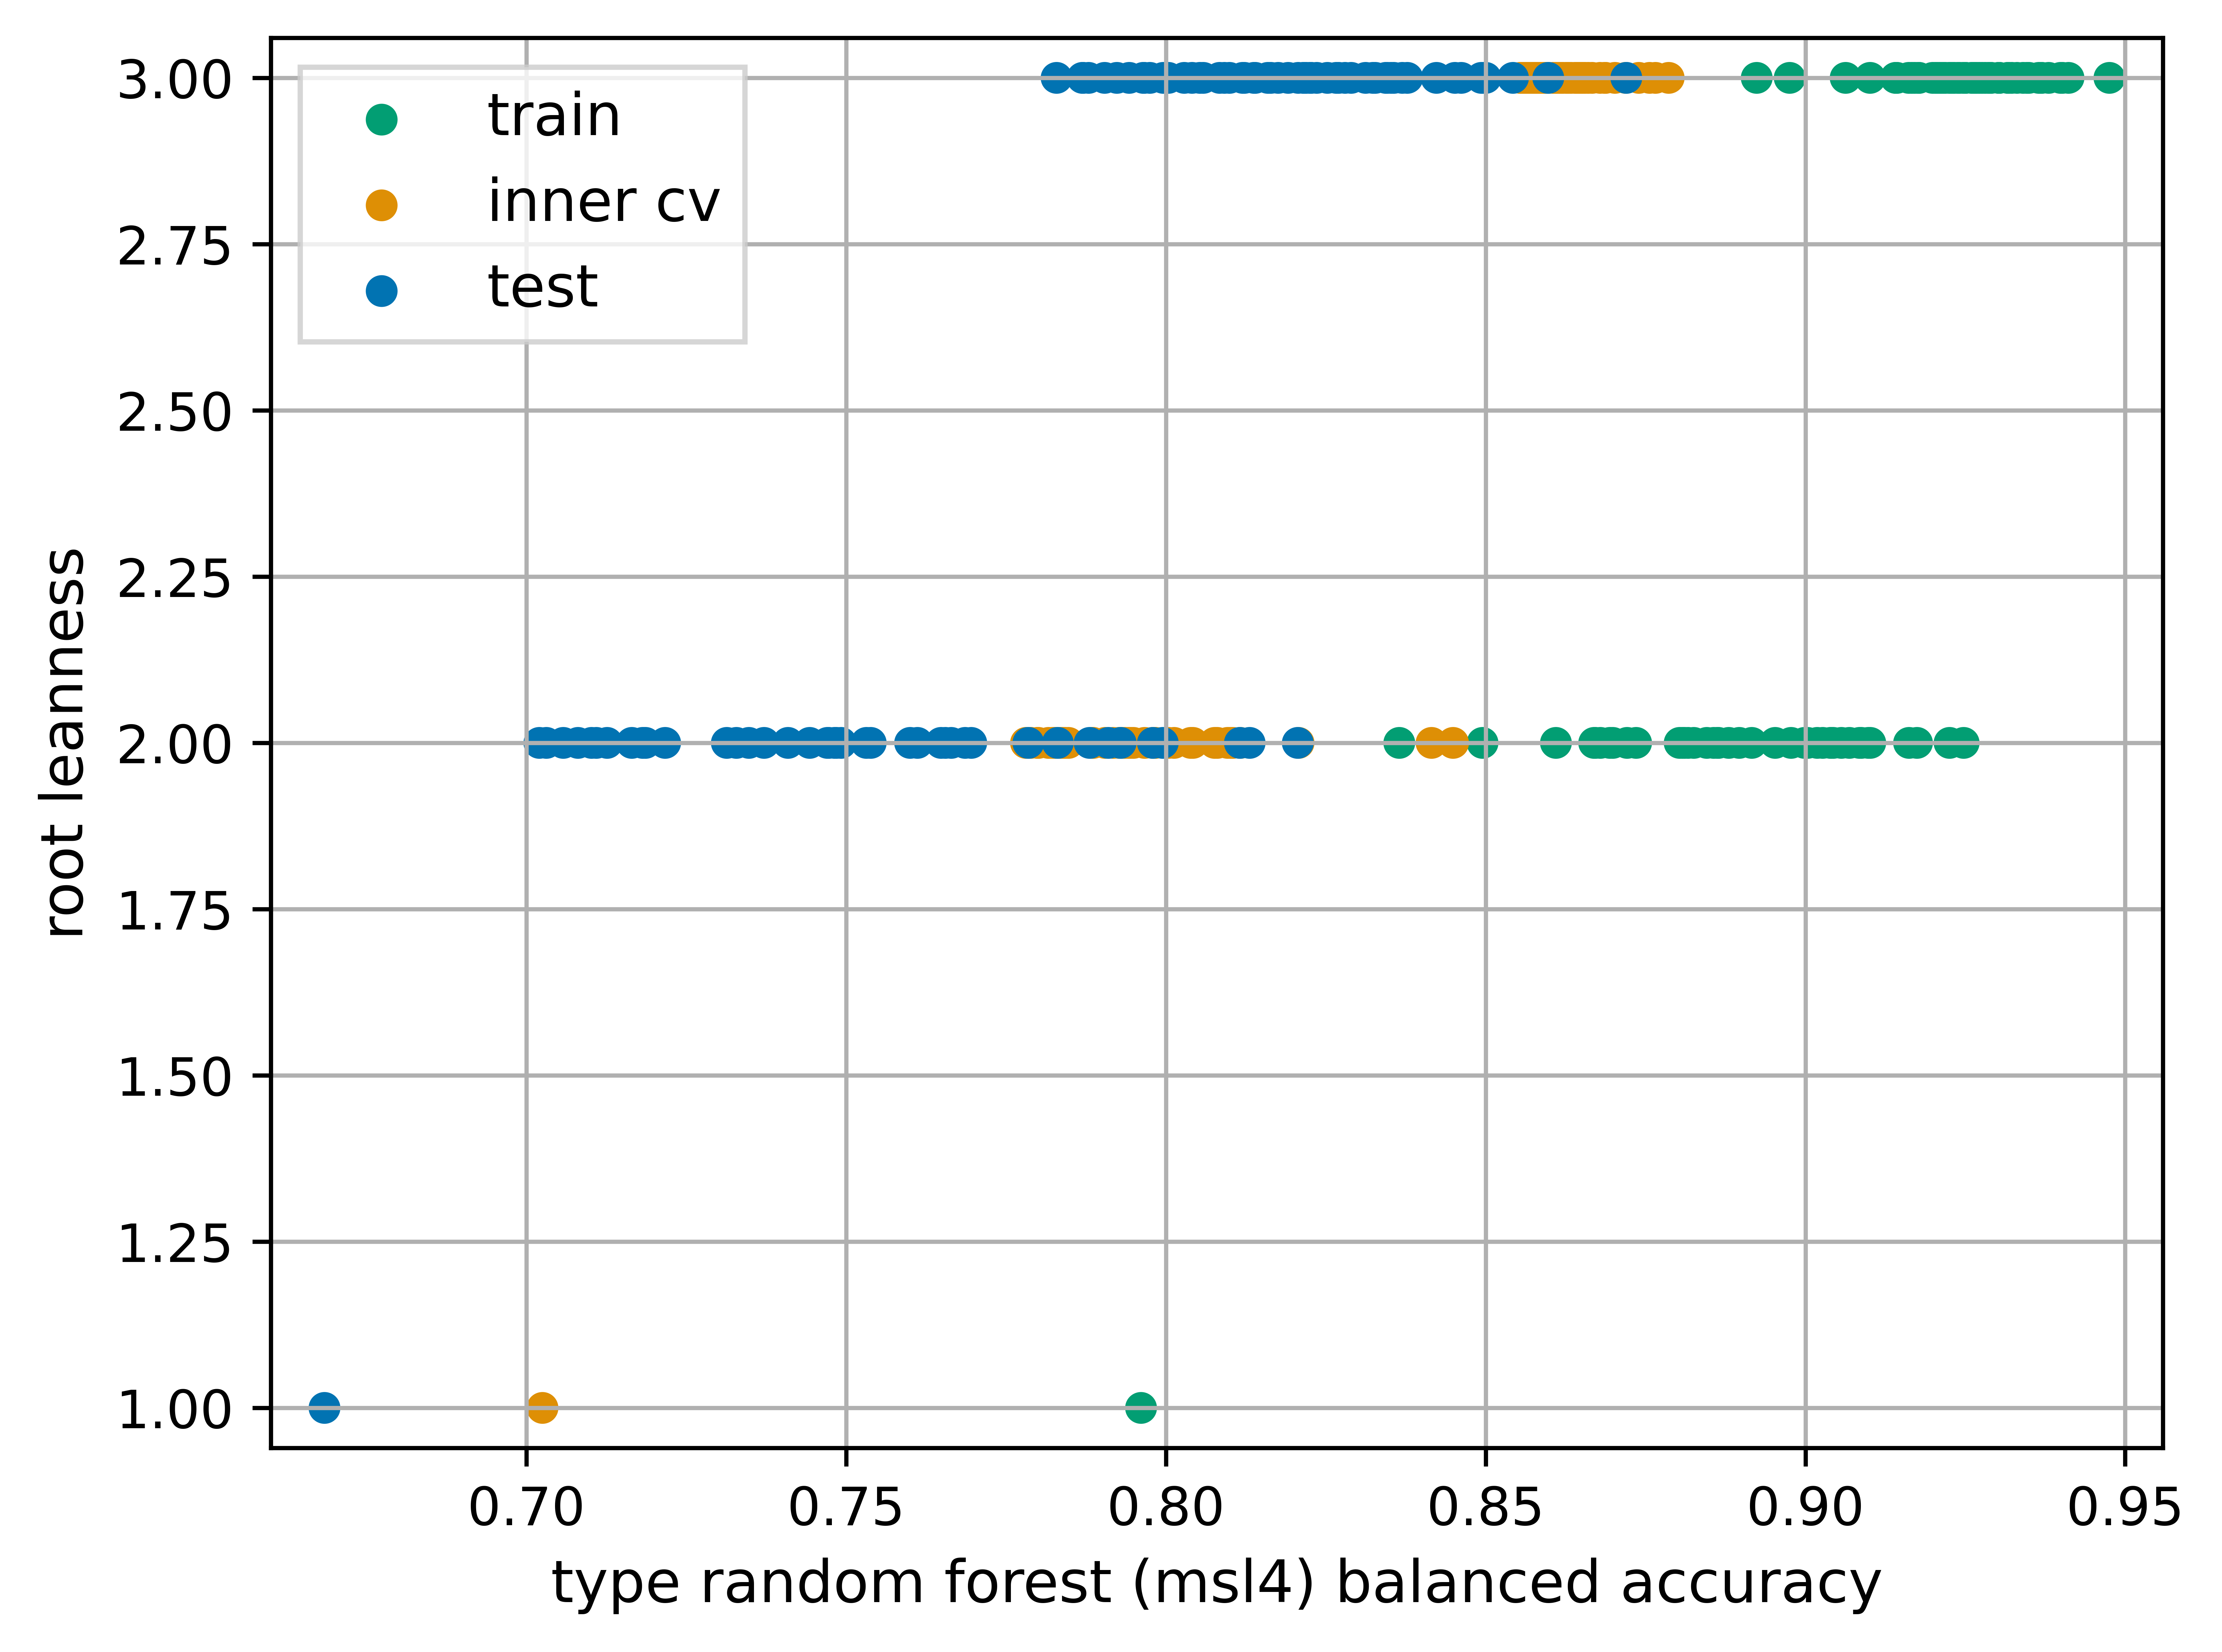 3.00
2.75
2.50
2.25
2.00
1.75
1.50
1.25
1.00
root leanness
train
inner cv
test
0.70 0.75 0.80 0.85 0.90 0.95
type random forest (msl4) balanced accuracy